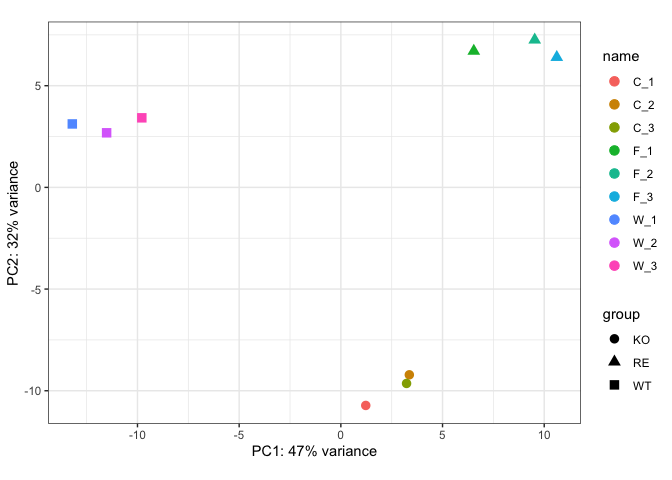 5
0
-5
-10
PC2: 32% variance
-10
-5
0
5
10
PC1: 47% variance
name
C_1
C_2
C_3
F_1
F_2
F_3
W_1
W_2
W_3
group
KO
RE
WT